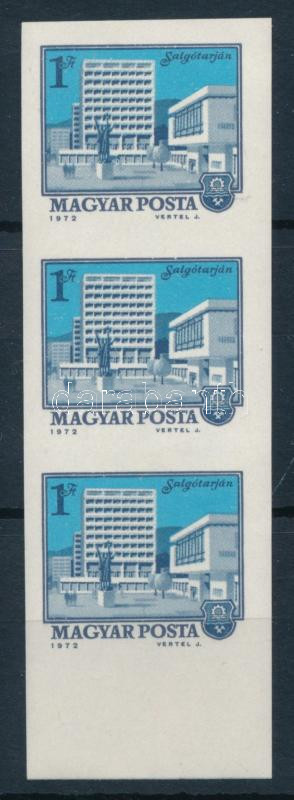 1 Ft
Salgótarján
MAGYAR POSTA
1972 VERTEL J.
1 Ft
Salgótarján
darabanth
MAGYAR POSTA
1972 VERTEL J.
1 Ft
Salgótarján
MAGYAR POSTA
1972 VERTEL J.